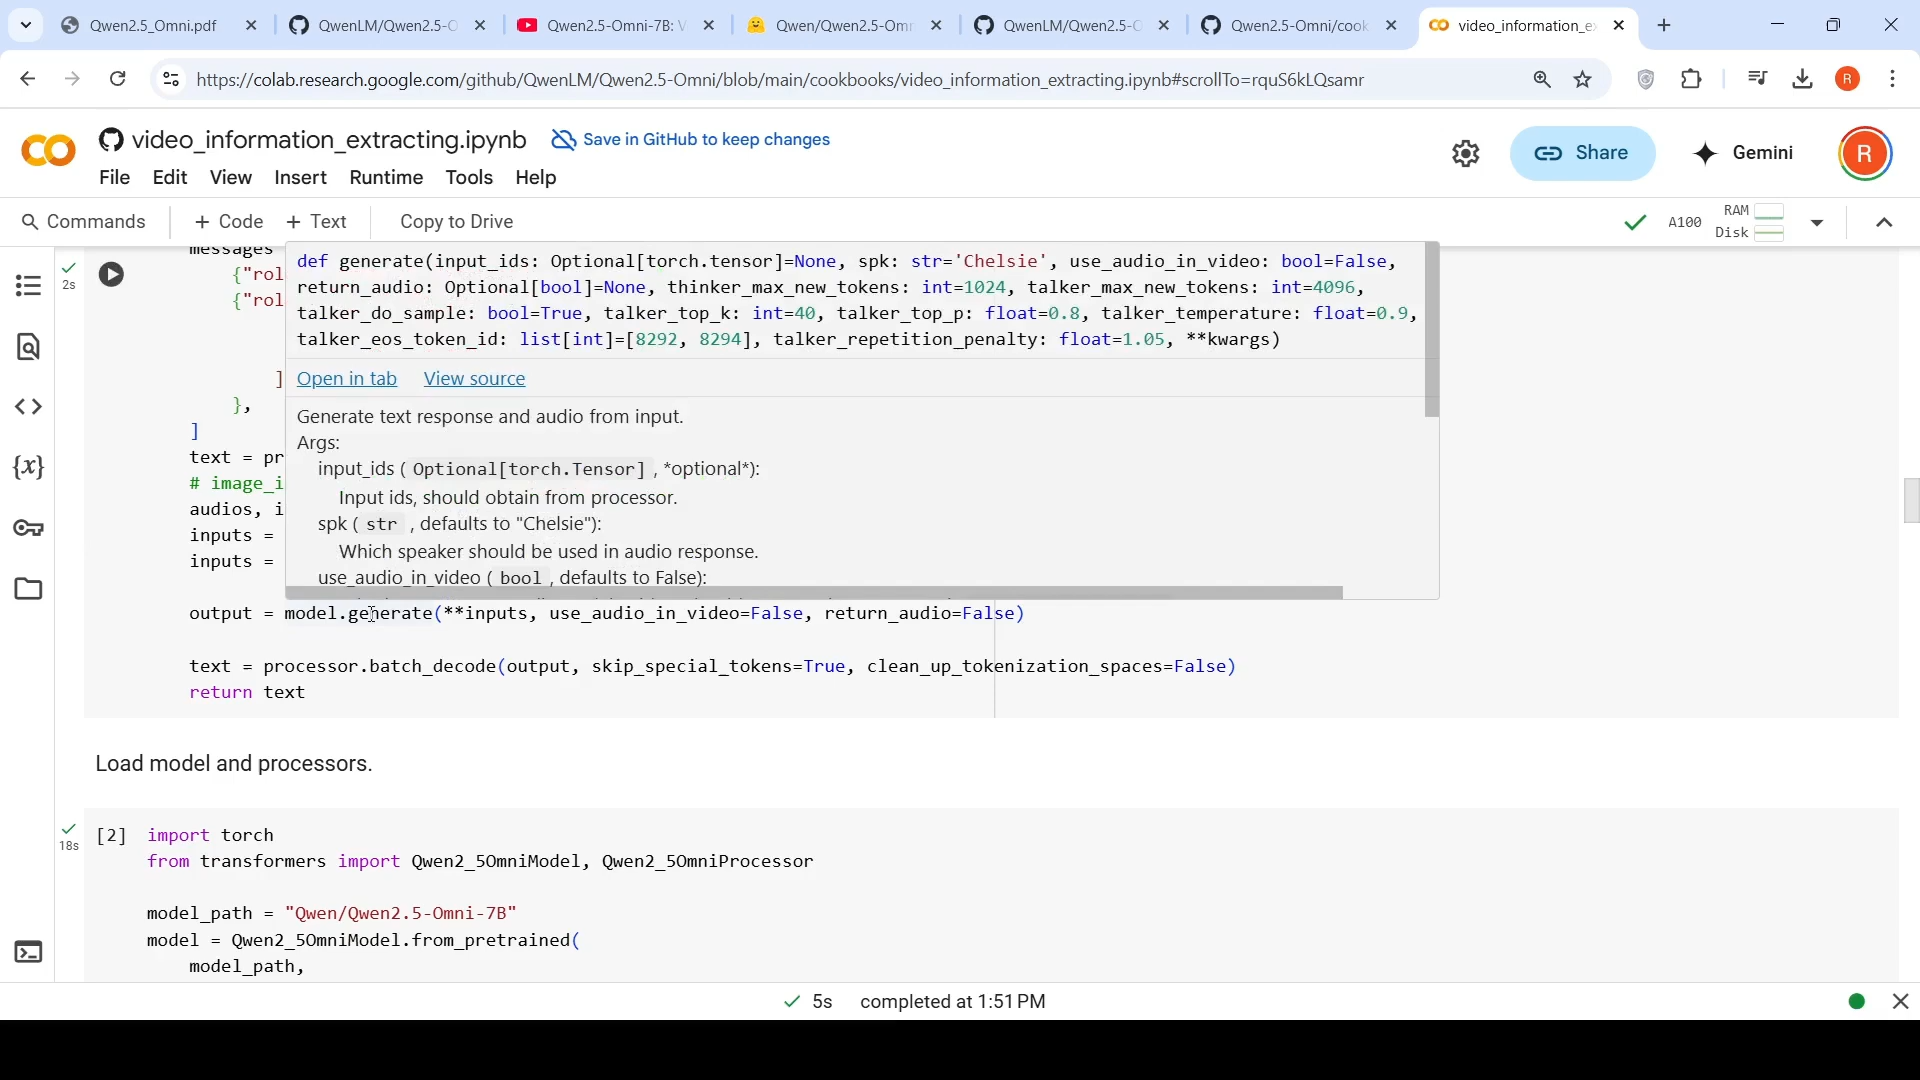 Qwen2.5_Omni.pdf
QwenLM/Qwen2.5-O
Qwen2.5-Omni-7B: V
Qwen/Qwen2.5-Omn
QwenLM/Qwen2.5-O
Qwen2.5-Omni/cook
video_information_ex
https://colab.research.google.com/github/QwenLM/Qwen2.5-Omni/blob/main/cookbooks/video_information_extracting.ipynb#scrollTo=rquS6kLQsamr
R
video_information_extracting.ipynb
Save in GitHub to keep changes
Share
Gemini
R
File Edit View Insert Runtime Tools Help
Commands
+ Code + Text
Copy to Drive
A100
RAM
Disk
messages
2s
{"rol
{"rol
]
},
]
text = pr
# image_i
audios, i
inputs =
inputs =
def generate(input_ids: Optional[torch.tensor]=None, spk: str='Chelsie', use_audio_in_video: bool=False,
return_audio: Optional[bool]=None, thinker_max_new_tokens: int=1024, talker_max_new_tokens: int=4096,
talker_do_sample: bool=True, talker_top_k: int=40, talker_top_p: float=0.8, talker_temperature: float=0.9,
talker_eos_token_id: list[int]=[8292, 8294], talker_repetition_penalty: float=1.05, **kwargs)
Open in tab View source
Generate text response and audio from input.
Args:
input_ids (Optional[torch.Tensor], *optional*):
Input ids, should obtain from processor.
spk (str, defaults to "Chelsie"):
Which speaker should be used in audio response.
use_audio_in_video (bool, defaults to False):
output = model.generate(**inputs, use_audio_in_video=False, return_audio=False)
text = processor.batch_decode(output, skip_special_tokens=True, clean_up_tokenization_spaces=False)
return text
Load model and processors.
18s
[2]
import torch
from transformers import Qwen2_5OmniModel, Qwen2_5OmniProcessor
model_path = "Qwen/Qwen2.5-Omni-7B"
model = Qwen2_5OmniModel.from_pretrained(
model_path,
5s completed at 1:51 PM